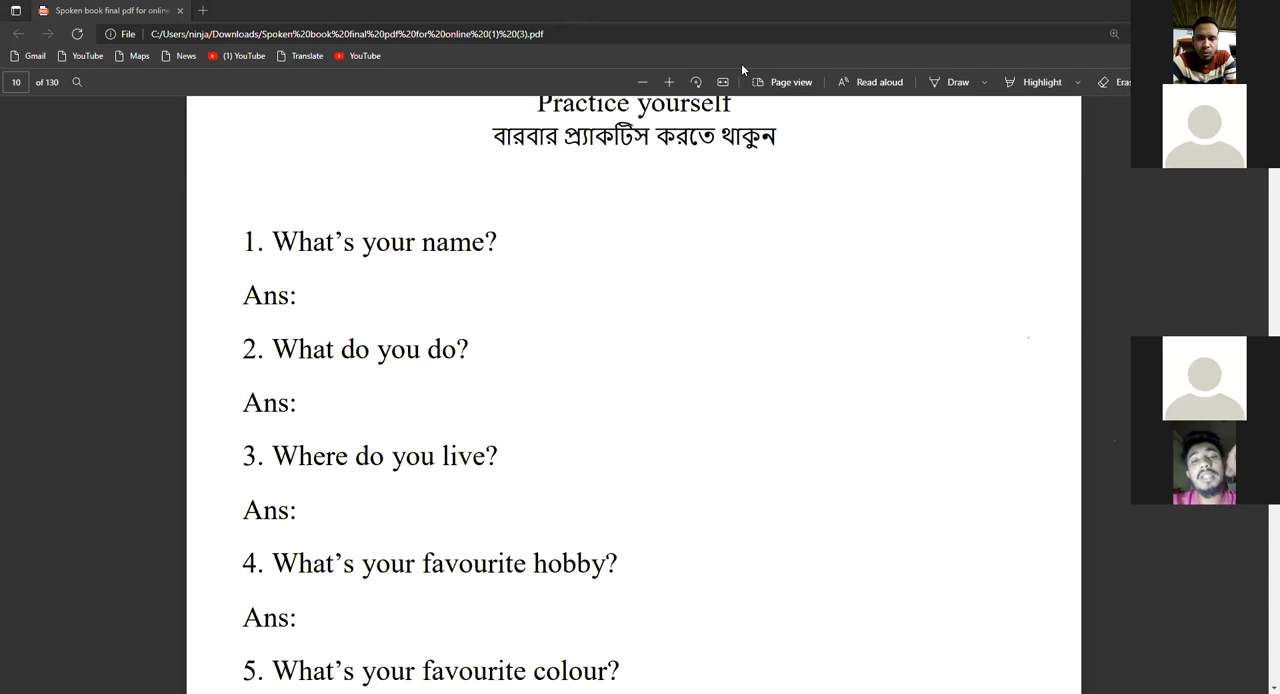 Spoken book final pdf for online
File
C:/Users/ninja/Downloads/Spoken%20book%20final%20pdf%20for%20online%20(1)%20(3).pdf
Gmail
YouTube
Maps
News
(1) YouTube
Translate
YouTube
10 of 130
Page view
Read aloud
Draw
Highlight
Eras
Practice yourself
বারবার প্র্যাকটিস করতে থাকুন
1. What’s your name?
Ans:
2. What do you do?
Ans:
3. Where do you live?
Ans:
4. What’s your favourite hobby?
Ans:
5. What’s your favourite colour?